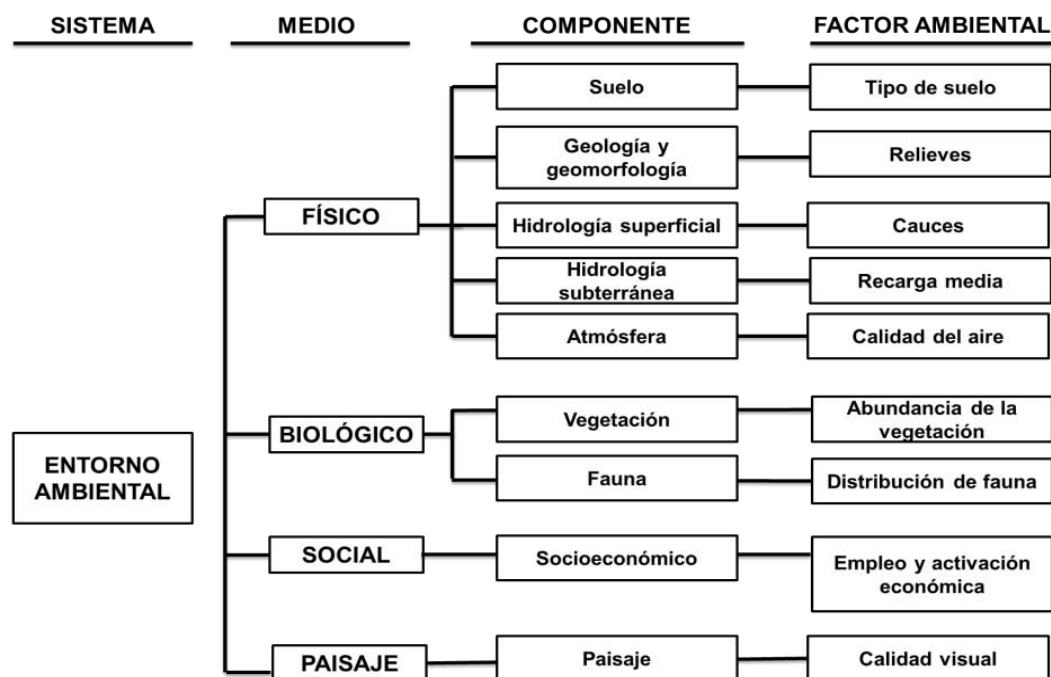 SISTEMA
MEDIO
COMPONENTE
FACTOR AMBIENTAL
Suelo
Tipo de suelo
Geología y
geomorfología
Relieves
FÍSICO
Hidrología superficial
Cauces
Hidrología
subterránea
Recarga media
Atmósfera
Calidad del aire
BIOLÓGICO
Vegetación
Abundancia de la
vegetación
Fauna
Distribución de fauna
ENTORNO
AMBIENTAL
SOCIAL
Socioeconómico
Empleo y activación
económica
PAISAJE
Paisaje
Calidad visual